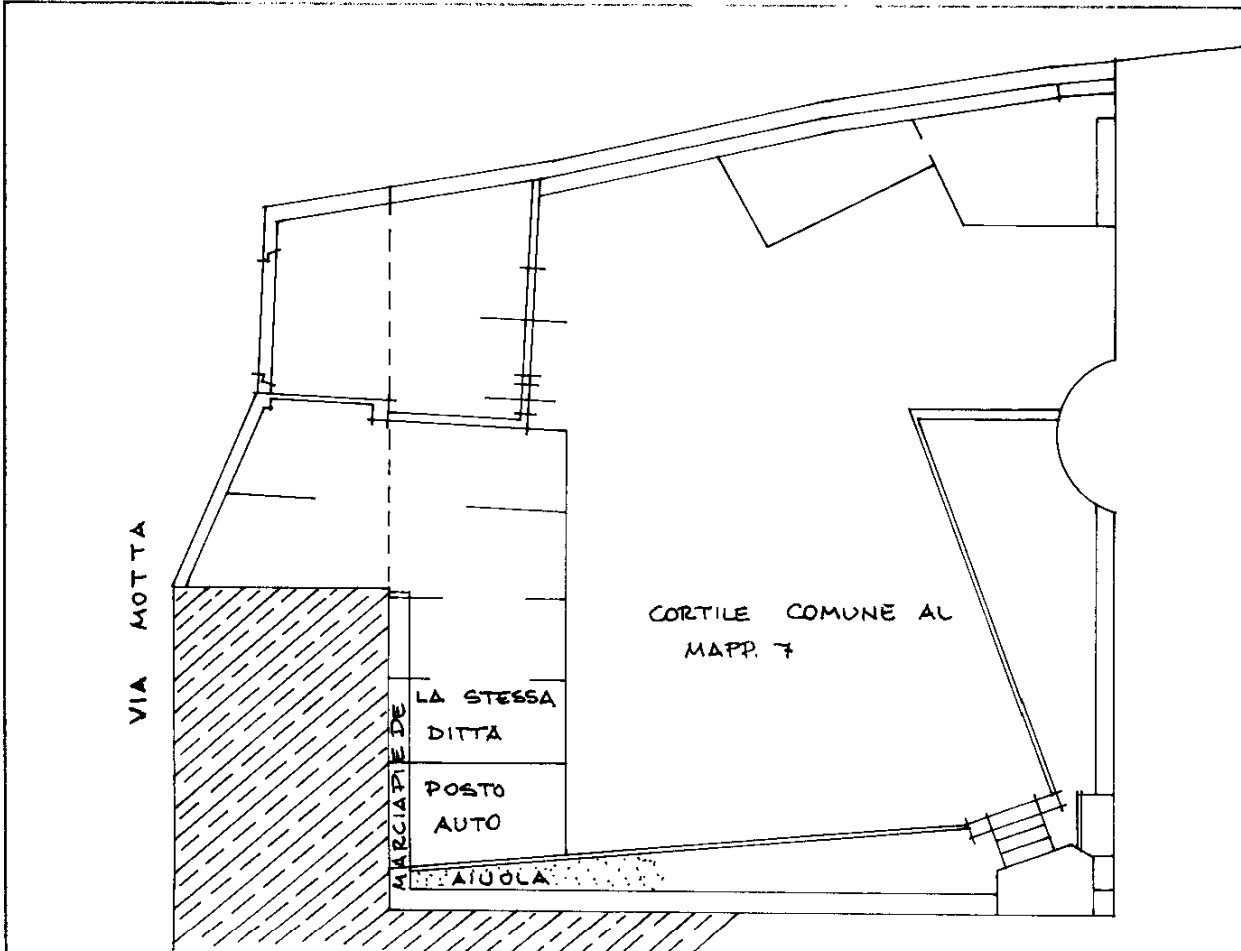 VIA MOTTA
CORTILE COMUNE AL
MAPP. 7
LA STESSA
DITTA
MARCIAPIEDE
POSTO
AUTO
AIUOLA